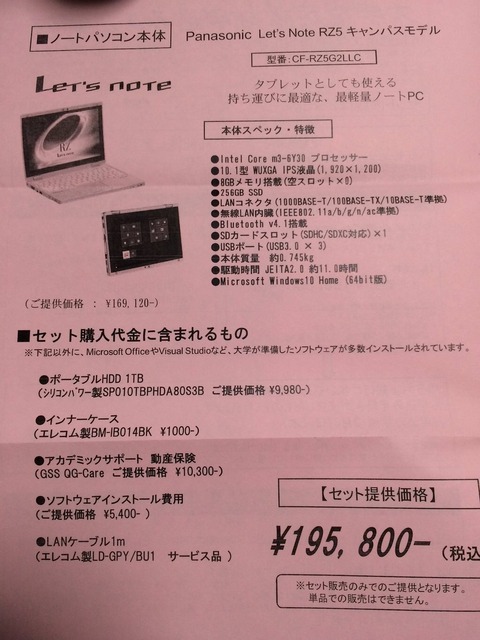 ■ノートパソコン本体
Panasonic Let's Note RZ5 キャンパスモデル
型番：CF-RZ5G2LLC
LET'S NOTE
タブレットとしても使える
持ち運びに最適な、最軽量ノートPC
本体スペック・特徴
●Intel Core m3-6Y30 プロセッサー
●10.1型 WUXGA IPS液晶(1,920×1,200)
●8GBメモリ搭載(空スロット×0)
●256GB SSD
●LANコネクタ(1000BASE-T/100BASE-TX/10BASE-T準拠)
●無線LAN内臓(IEEE802.11a/b/g/n/ac準拠)
●Bluetooth v4.1搭載
●SDカードスロット(SDHC/SDXC対応)×1
●USBポート(USB3.0 × 3)
●本体質量 約0.745kg
●駆動時間 JEITA2.0 約11.0時間
●Microsoft Windows10 Home (64bit版)
RZ
(ご提供価格 : ¥169,120-)
■セット購入代金に含まれるもの
※下記以外に、Microsoft OfficeやVisual Studioなど、大学が準備したソフトウェアが多数インストールされています。
●ポータブルHDD 1TB
(シリコンパワー製SP010TBPHDA80S3B ご提供価格 ¥9,980-)
●インナーケース
(エレコム製BM-IB014BK ¥1000-)
●アカデミックサポート 動産保険
(GSS QG-Care ご提供価格 ¥10,300-)
●ソフトウェアインストール費用
(ご提供価格 ¥5,400- )
●LANケーブル1m
(エレコム製LD-GPY/BU1 サービス品 )
【セット提供価格】
¥195,800- (税込
※セット販売のみでのご提供となります。
単品での販売はできません。